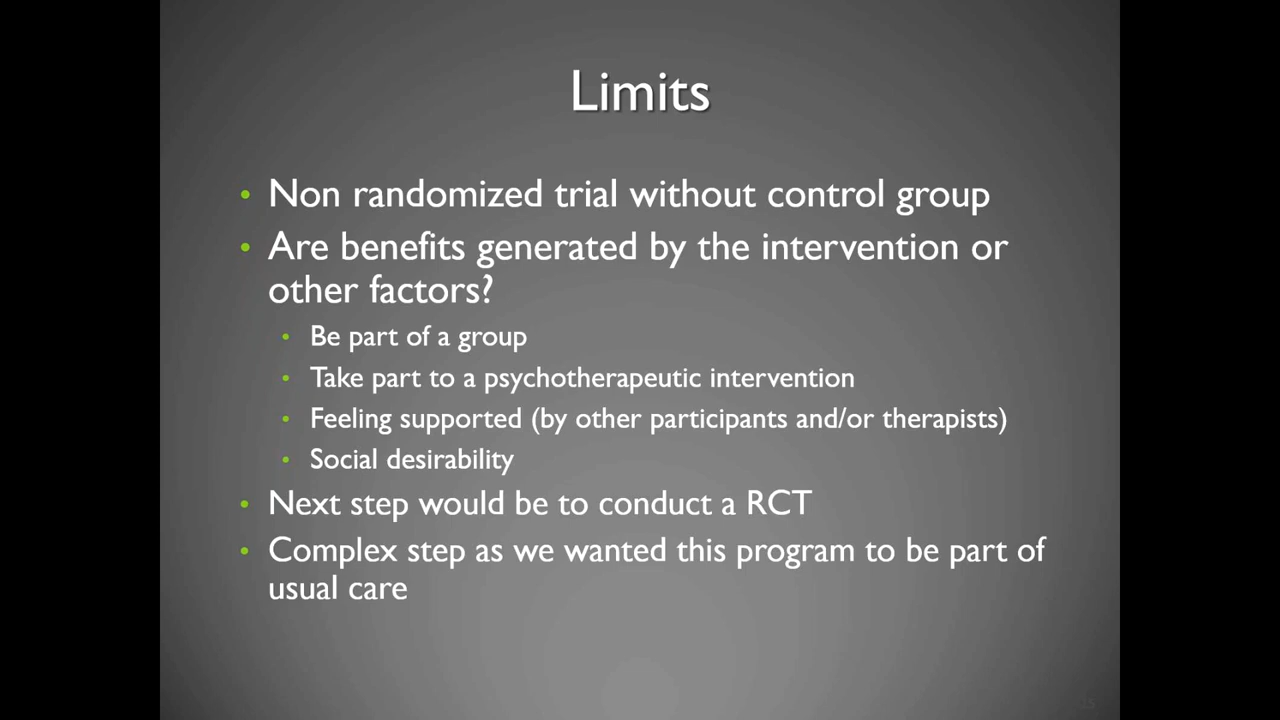 Limits
• Non randomized trial without control group
• Are benefits generated by the intervention or
other factors?
• Be part of a group
• Take part to a psychotherapeutic intervention
• Feeling supported (by other participants and/or therapists)
• Social desirability
• Next step would be to conduct a RCT
• Complex step as we wanted this program to be part of
usual care